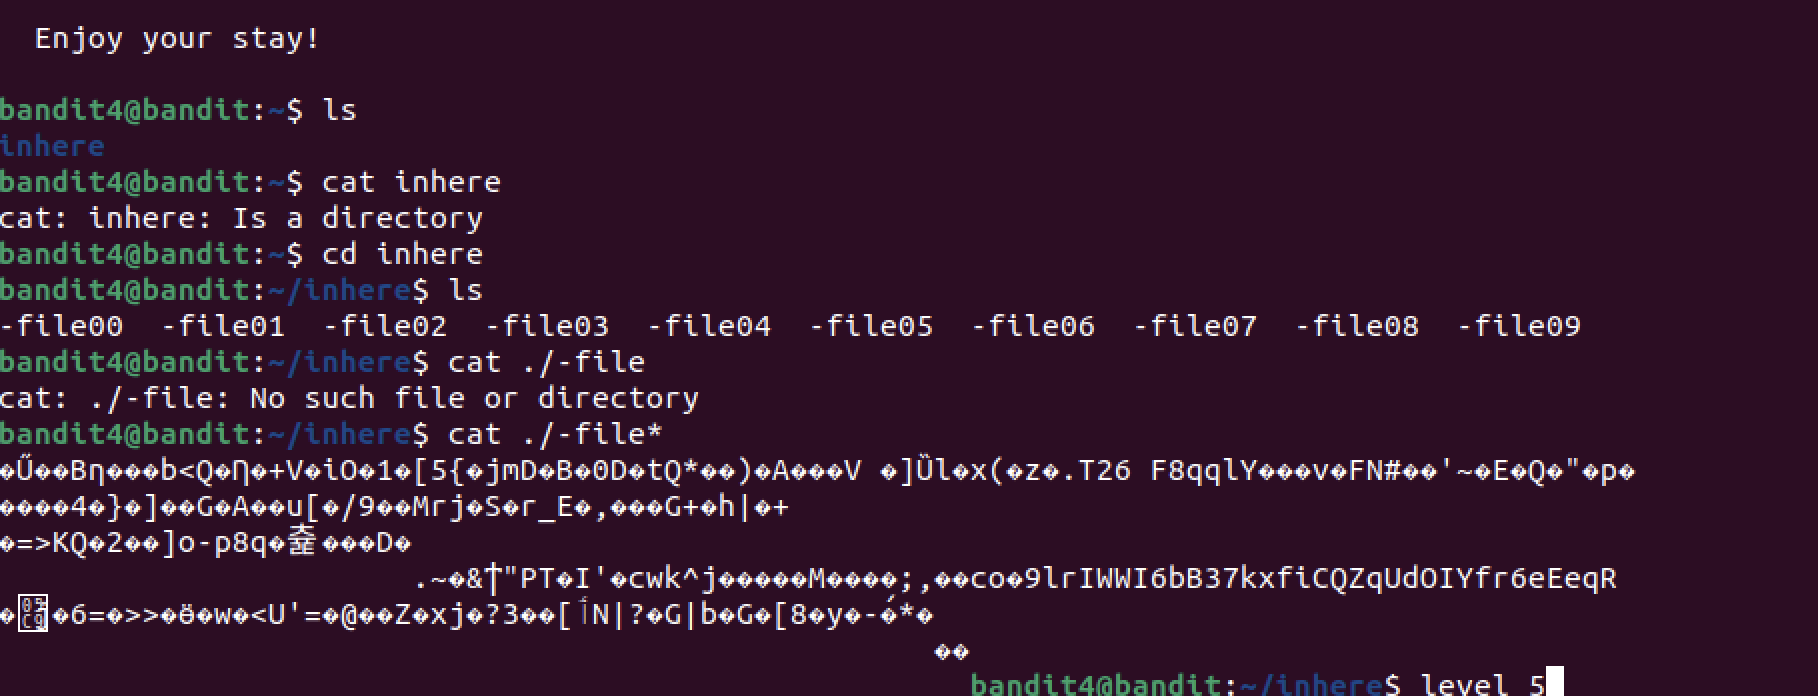 Enjoy your stay!
bandit4@bandit:~$ ls
inhere
bandit4@bandit:~$ cat inhere
cat: inhere: Is a directory
bandit4@bandit:~$ cd inhere
bandit4@bandit:~/inhere$ ls
-file00  -file01  -file02  -file03  -file04  -file05  -file06  -file07  -file08  -file09
bandit4@bandit:~/inhere$ cat ./-file
cat: ./-file: No such file or directory
bandit4@bandit:~/inhere$ cat ./-file*
�Ű��Bη���b<Q�Ո�+V�iO�1�[5{�jmD�B�0D�tQ*��)�A���V �]Ȕl�x(�z�.T26 F8qqlY���v�FN#��'~�E�Q�"�p�
����4�}�]��G�A��u[�/9��Mrj�S�r_E�,���G+�h|�+
�=>KQ�2��]o-p8q����D�
.~�&"PT�I'�cwk^j�����M����;,��co�9lrIWWI6bB37kxfiCQZqUdOIYfr6eEeqR
�6=�>>�ӫ�w�<U'=�@��Z�xj�?3��[N|?�G|b�G�[8�y�-�*�
��
bandit4@bandit:~/inhere$ level 5